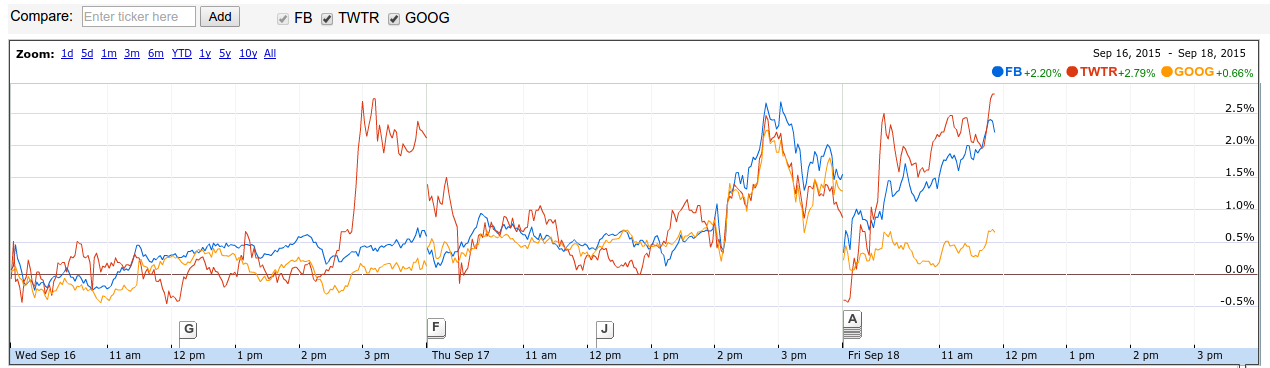 Compare: Enter ticker here Add FB TWTR GOOG
Zoom: 1d 5d 1m 3m 6m YTD 1y 5y 10y All Sep 16, 2015 - Sep 18, 2015
FB +2.20% TWTR +2.79% GOOG +0.66%
2.5%
2.0%
1.5%
1.0%
0.5%
0.0%
-0.5%
G F J A
Wed Sep 16 11 am 12 pm 1 pm 2 pm 3 pm Thu Sep 17 11 am 12 pm 1 pm 2 pm 3 pm Fri Sep 18 11 am 12 pm 1 pm 2 pm 3 pm